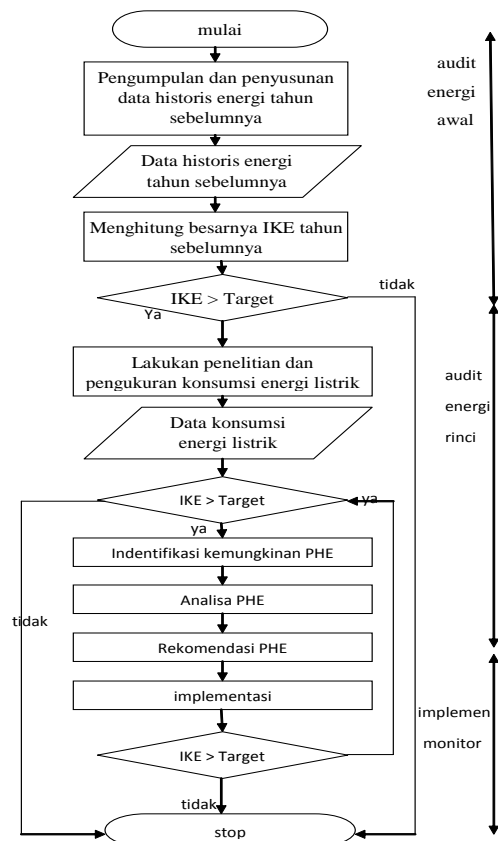 mulai
Pengumpulan dan penyusunan
data historis energi tahun
sebelumnya
audit
energi
awal
Data historis energi
tahun sebelumnya
Menghitung besarnya IKE tahun
sebelumnya
tidak
IKE > Target
Ya
Lakukan penelitian dan
pengukuran konsumsi energi listrik
audit
energi
rinci
Data konsumsi
energi listrik
IKE > Target
ya
ya
Indentifikasi kemungkinan PHE
Analisa PHE
tidak
Rekomendasi PHE
implementasi
implemen
monitor
IKE > Target
tidak
stop